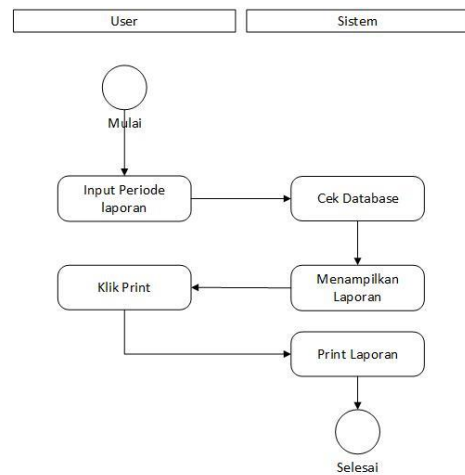 User
Sistem
Mulai
Input Periode
laporan
Cek Database
Menampilkan
Laporan
Klik Print
Print Laporan
Selesai